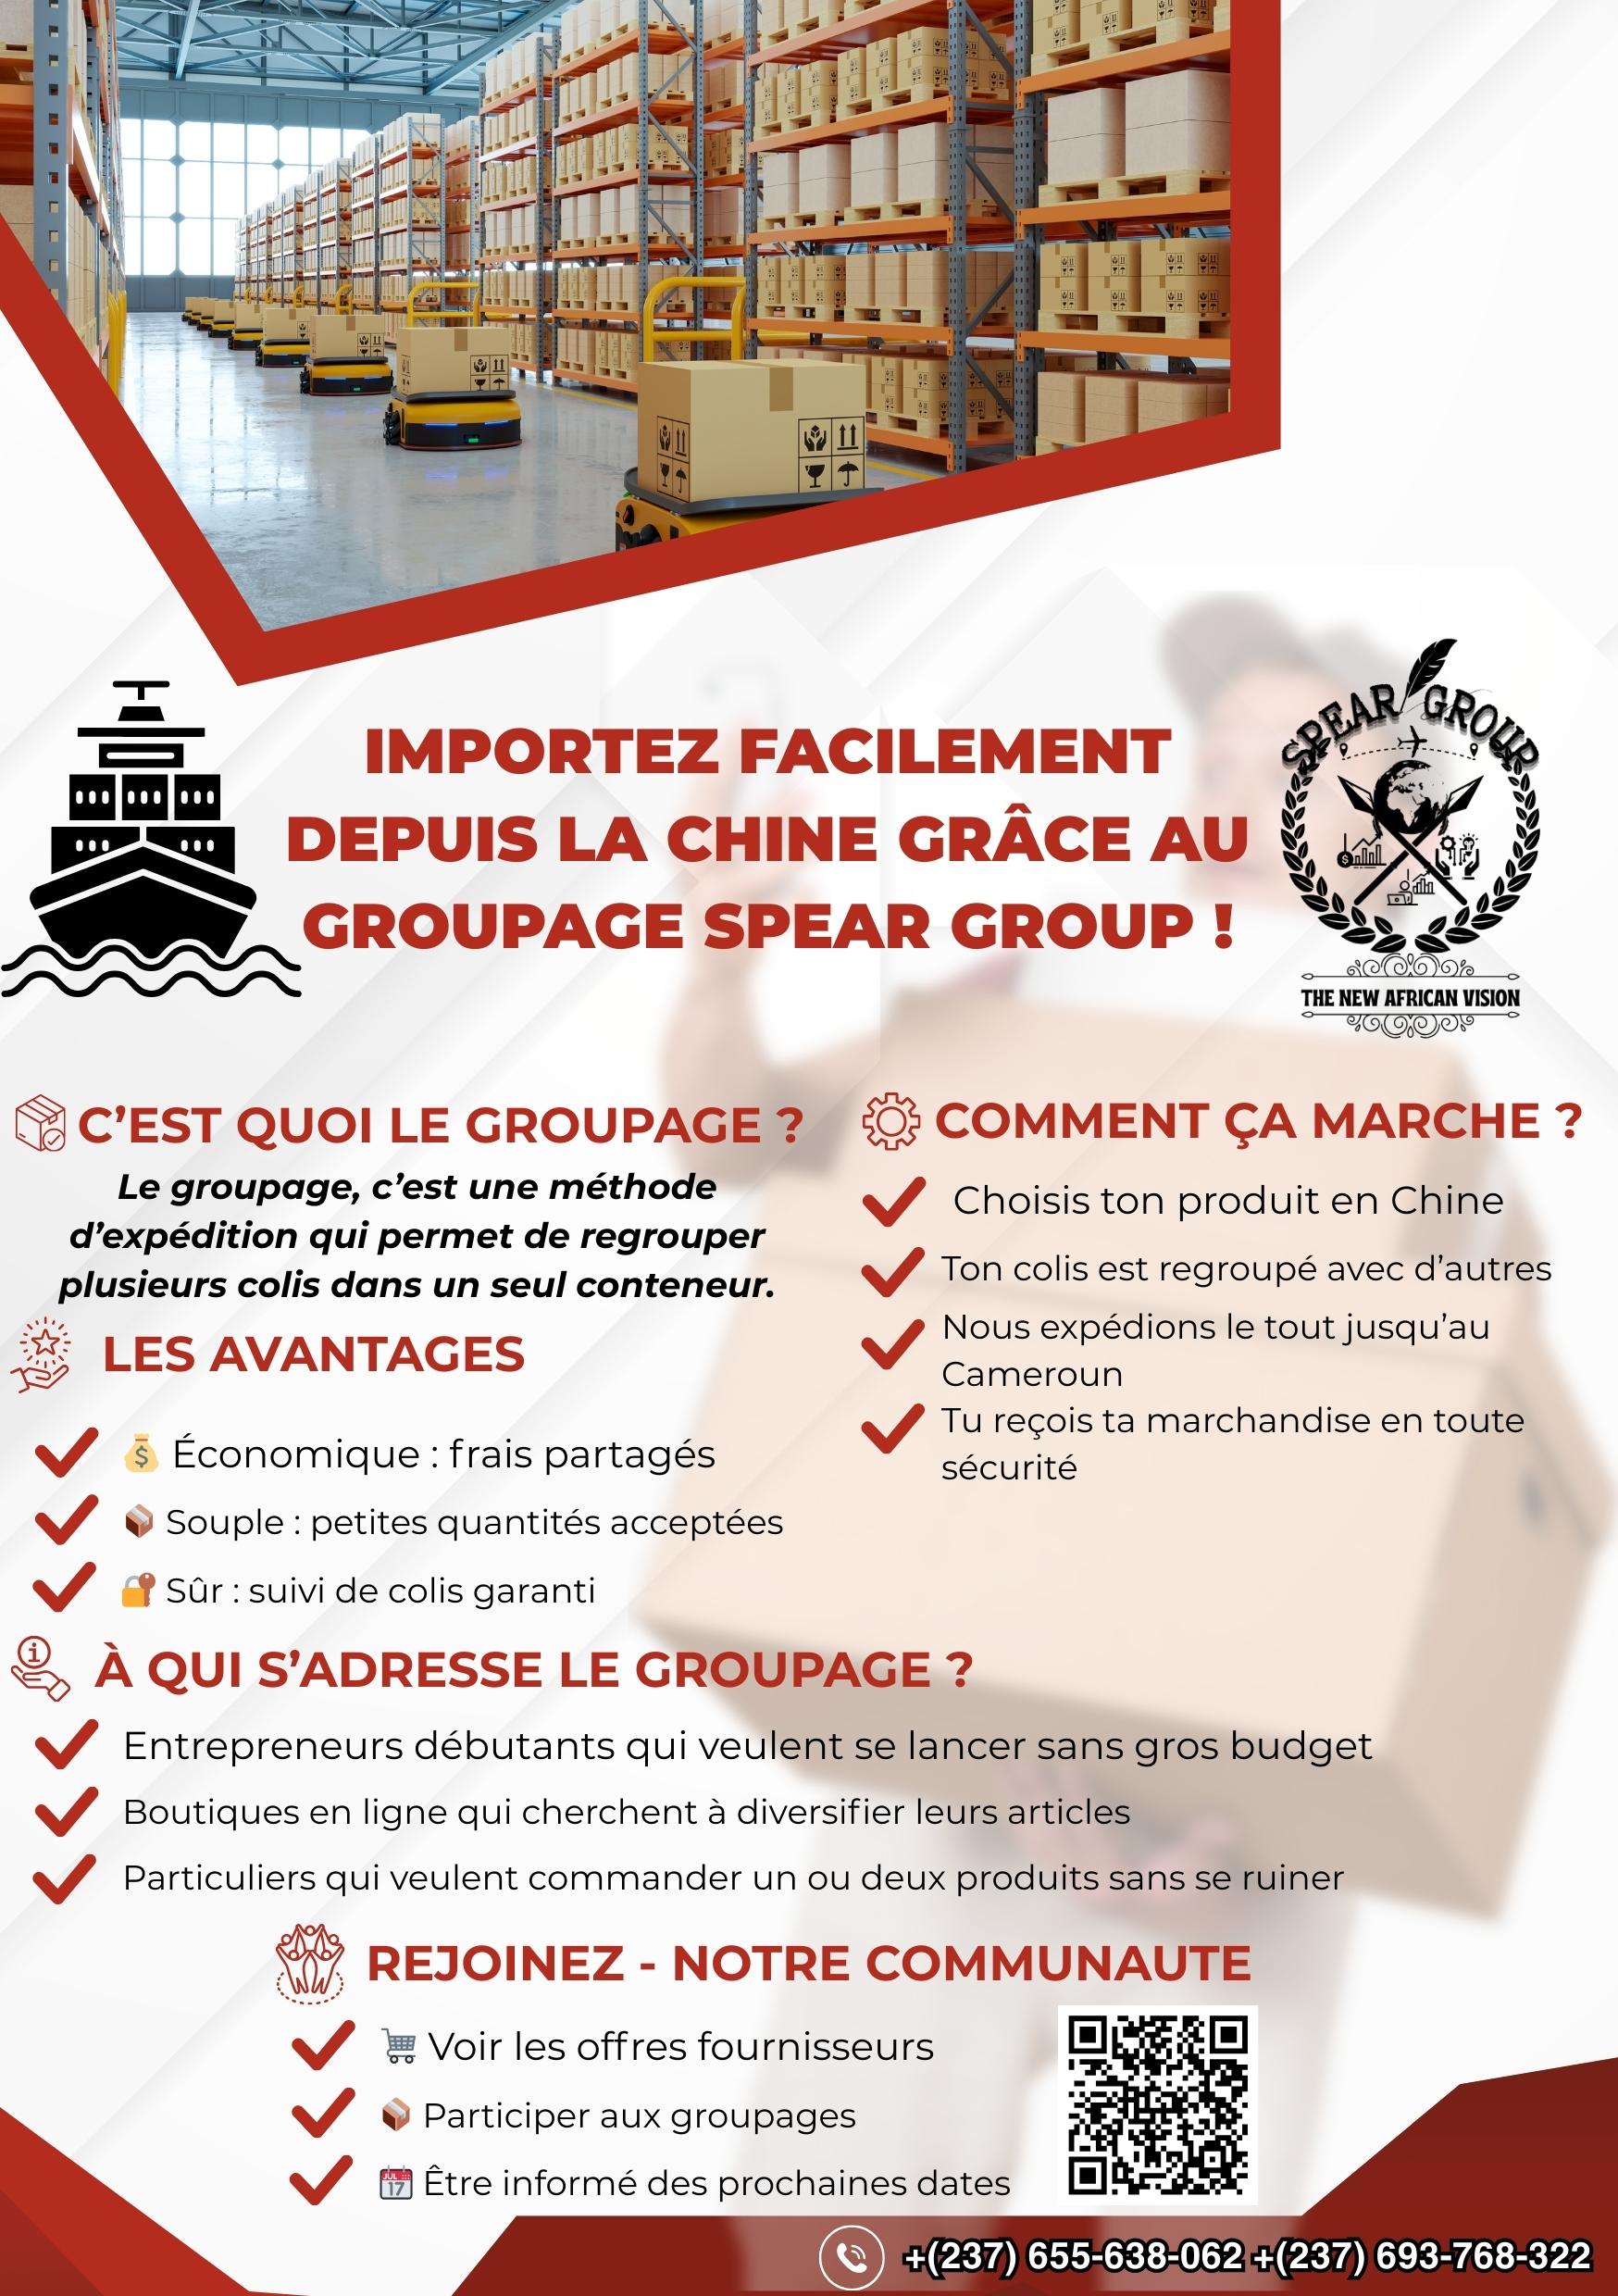 IMPORTEZ FACILEMENT
DEPUIS LA CHINE GRÂCE AU
GROUPAGE SPEAR GROUP !
SPEAR GROUP
THE NEW AFRICAN VISION
C’EST QUOI LE GROUPAGE ?
Le groupage, c’est une méthode
d’expédition qui permet de regrouper
plusieurs colis dans un seul conteneur.
LES AVANTAGES
Économique : frais partagés
Souple : petites quantités acceptées
Sûr : suivi de colis garanti
COMMENT ÇA MARCHE ?
Choisis ton produit en Chine
Ton colis est regroupé avec d’autres
Nous expédions le tout jusqu’au
Cameroun
Tu reçois ta marchandise en toute
sécurité
À QUI S’ADRESSE LE GROUPAGE ?
Entrepreneurs débutants qui veulent se lancer sans gros budget
Boutiques en ligne qui cherchent à diversifier leurs articles
Particuliers qui veulent commander un ou deux produits sans se ruiner
REJOINEZ - NOTRE COMMUNAUTE
Voir les offres fournisseurs
Participer aux groupages
JUL
17
Être informé des prochaines dates
+(237) 655-638-062 +(237) 693-768-322